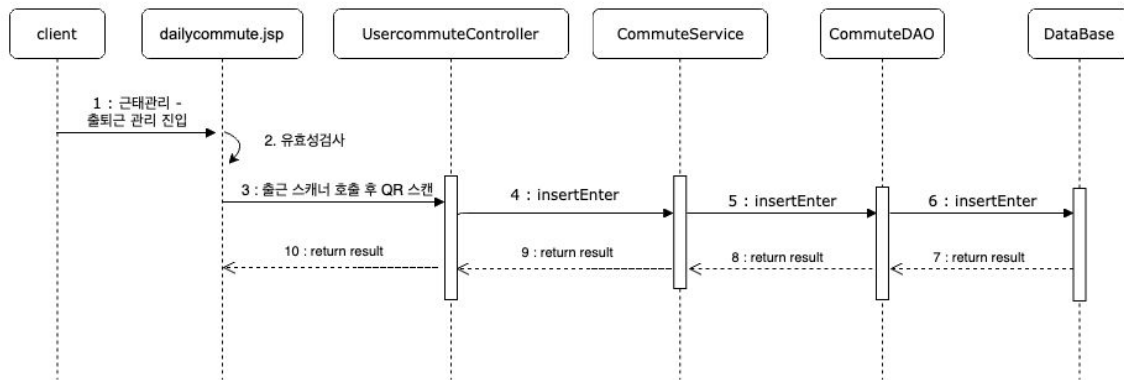 client
dailycommute.jsp
UsercommuteController
CommuteService
CommuteDAO
DataBase
1 : 근태관리 -
출퇴근 관리 진입
2. 유효성검사
3 : 출근 스캐너 호출 후 QR 스캔
4 : insertEnter
5 : insertEnter
6 : insertEnter
10 : return result
9 : return result
8 : return result
7 : return result